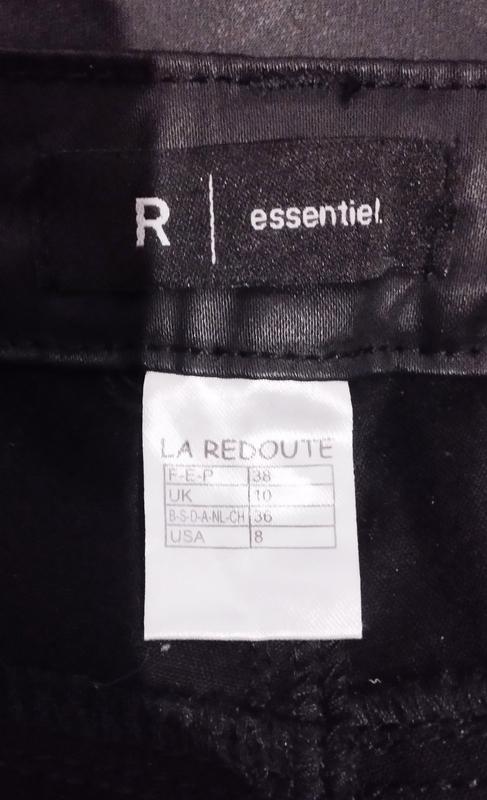 R | essentiel.
LA REDOUTE
F-E-P 38
UK 10
B-S-D-A-NL-CH 36
USA 8